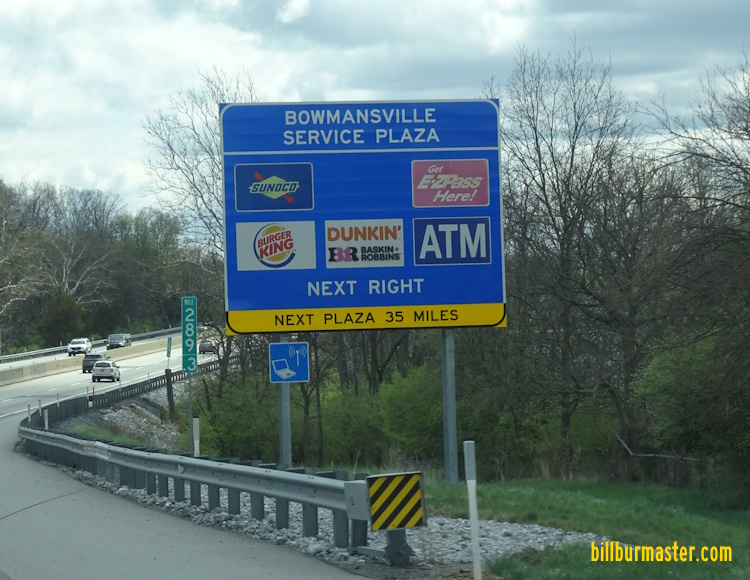 BOWMANSVILLE
SERVICE PLAZA
SUNOCO
Get
E-ZPass
Here!
BURGER
KING
DUNKIN'
BR BASKIN
ROBBINS
ATM
NEXT RIGHT
NEXT PLAZA 35 MILES
MILE
289
3
billburmaster.com